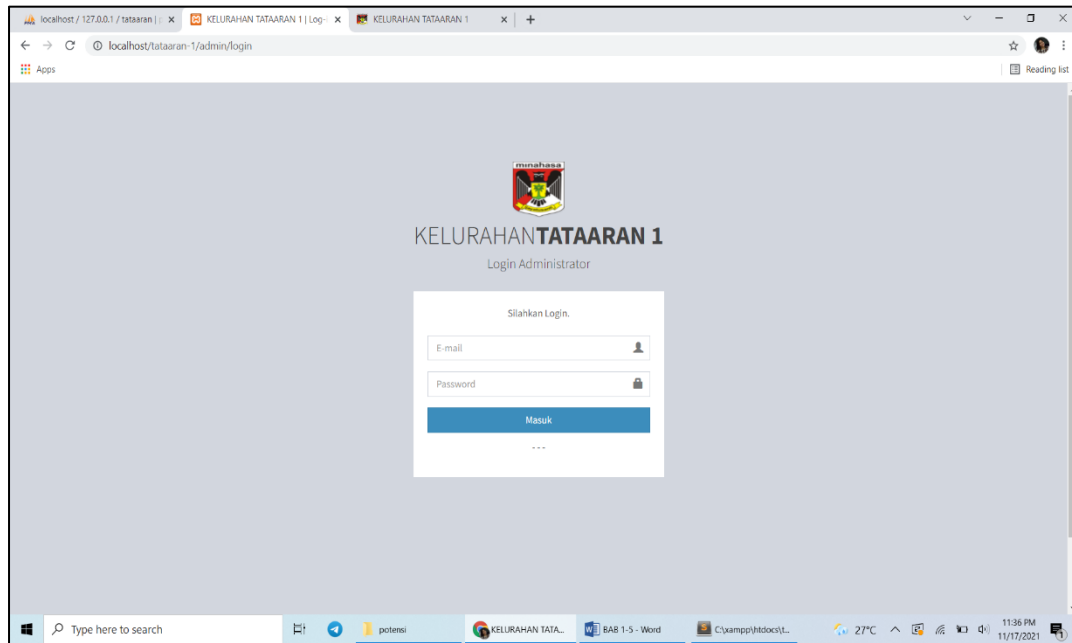 localhost / 127.0.0.1 / tataaran | p
KELURAHAN TATAARAN 1 | Log-i
KELURAHAN TATAARAN 1
localhost/tataaran-1/admin/login
Apps
Reading list
minahasa
KELURAHANTATAARAN 1
Login Administrator
Silahkan Login.
E-mail
Password
Masuk
- - -
Type here to search
potensi
KELURAHAN TATA...
BAB 1-5 - Word
C:\xampp\htdocs\t...
27°C
11:36 PM
11/17/2021